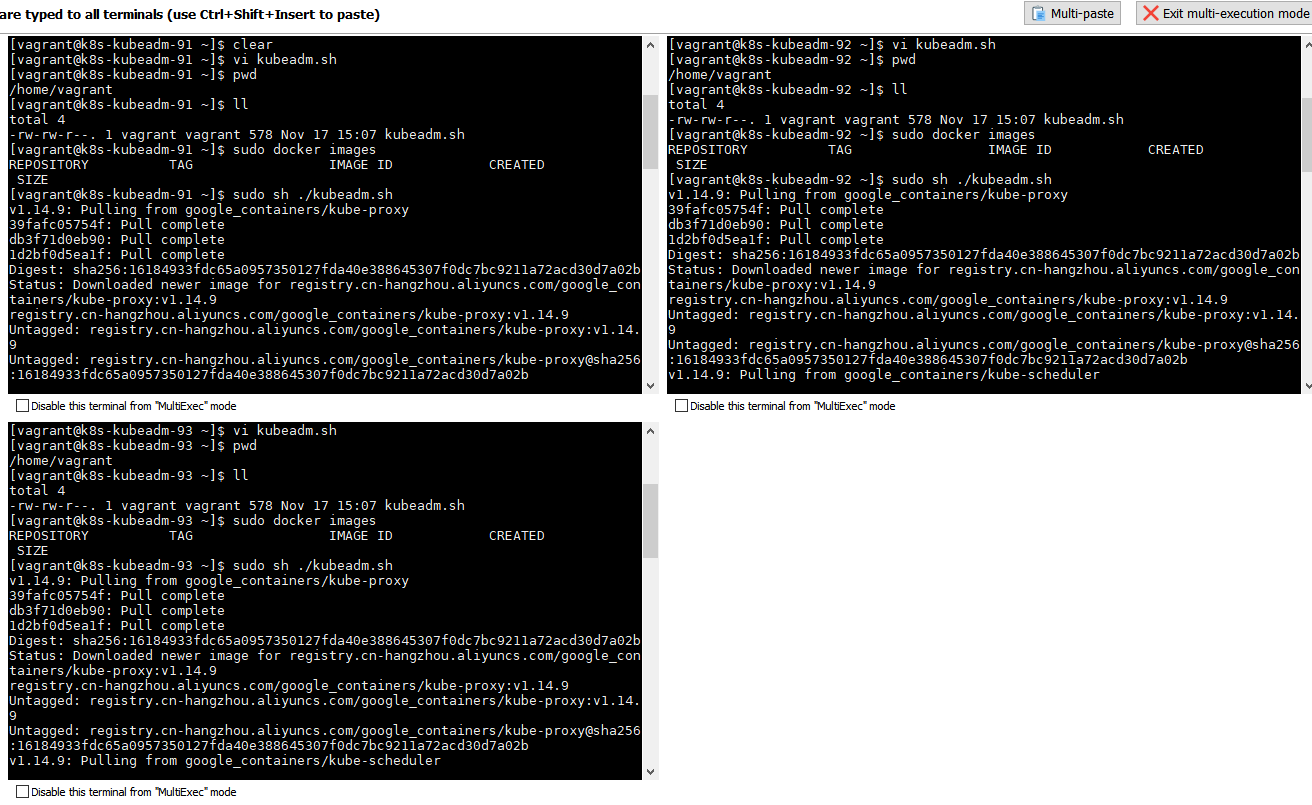 are typed to all terminals (use Ctrl+Shift+Insert to paste)
Multi-paste
Exit multi-execution mode
[vagrant@k8s-kubeadm-91 ~]$ clear
[vagrant@k8s-kubeadm-91 ~]$ vi kubeadm.sh
[vagrant@k8s-kubeadm-91 ~]$ pwd
/home/vagrant
[vagrant@k8s-kubeadm-91 ~]$ ll
total 4
-rw-rw-r--. 1 vagrant vagrant 578 Nov 17 15:07 kubeadm.sh
[vagrant@k8s-kubeadm-91 ~]$ sudo docker images
REPOSITORY          TAG                 IMAGE ID            CREATED
 SIZE
[vagrant@k8s-kubeadm-91 ~]$ sudo sh ./kubeadm.sh
v1.14.9: Pulling from google_containers/kube-proxy
39fafc05754f: Pull complete
db3f71d0eb90: Pull complete
1d2bf0d5ea1f: Pull complete
Digest: sha256:16184933fdc65a0957350127fda40e388645307f0dc7bc9211a72acd30d7a02b
Status: Downloaded newer image for registry.cn-hangzhou.aliyuncs.com/google_con
tainers/kube-proxy:v1.14.9
registry.cn-hangzhou.aliyuncs.com/google_containers/kube-proxy:v1.14.9
Untagged: registry.cn-hangzhou.aliyuncs.com/google_containers/kube-proxy:v1.14.
9
Untagged: registry.cn-hangzhou.aliyuncs.com/google_containers/kube-proxy@sha256
:16184933fdc65a0957350127fda40e388645307f0dc7bc9211a72acd30d7a02b
Disable this terminal from "MultiExec" mode
[vagrant@k8s-kubeadm-92 ~]$ vi kubeadm.sh
[vagrant@k8s-kubeadm-92 ~]$ pwd
/home/vagrant
[vagrant@k8s-kubeadm-92 ~]$ ll
total 4
-rw-rw-r--. 1 vagrant vagrant 578 Nov 17 15:07 kubeadm.sh
[vagrant@k8s-kubeadm-92 ~]$ sudo docker images
REPOSITORY          TAG                 IMAGE ID            CREATED
 SIZE
[vagrant@k8s-kubeadm-92 ~]$ sudo sh ./kubeadm.sh
v1.14.9: Pulling from google_containers/kube-proxy
39fafc05754f: Pull complete
db3f71d0eb90: Pull complete
1d2bf0d5ea1f: Pull complete
Digest: sha256:16184933fdc65a0957350127fda40e388645307f0dc7bc9211a72acd30d7a02b
Status: Downloaded newer image for registry.cn-hangzhou.aliyuncs.com/google_con
tainers/kube-proxy:v1.14.9
registry.cn-hangzhou.aliyuncs.com/google_containers/kube-proxy:v1.14.9
Untagged: registry.cn-hangzhou.aliyuncs.com/google_containers/kube-proxy:v1.14.
9
Untagged: registry.cn-hangzhou.aliyuncs.com/google_containers/kube-proxy@sha256
:16184933fdc65a0957350127fda40e388645307f0dc7bc9211a72acd30d7a02b
v1.14.9: Pulling from google_containers/kube-scheduler
Disable this terminal from "MultiExec" mode
[vagrant@k8s-kubeadm-93 ~]$ vi kubeadm.sh
[vagrant@k8s-kubeadm-93 ~]$ pwd
/home/vagrant
[vagrant@k8s-kubeadm-93 ~]$ ll
total 4
-rw-rw-r--. 1 vagrant vagrant 578 Nov 17 15:07 kubeadm.sh
[vagrant@k8s-kubeadm-93 ~]$ sudo docker images
REPOSITORY          TAG                 IMAGE ID            CREATED
 SIZE
[vagrant@k8s-kubeadm-93 ~]$ sudo sh ./kubeadm.sh
v1.14.9: Pulling from google_containers/kube-proxy
39fafc05754f: Pull complete
db3f71d0eb90: Pull complete
1d2bf0d5ea1f: Pull complete
Digest: sha256:16184933fdc65a0957350127fda40e388645307f0dc7bc9211a72acd30d7a02b
Status: Downloaded newer image for registry.cn-hangzhou.aliyuncs.com/google_con
tainers/kube-proxy:v1.14.9
registry.cn-hangzhou.aliyuncs.com/google_containers/kube-proxy:v1.14.9
Untagged: registry.cn-hangzhou.aliyuncs.com/google_containers/kube-proxy:v1.14.
9
Untagged: registry.cn-hangzhou.aliyuncs.com/google_containers/kube-proxy@sha256
:16184933fdc65a0957350127fda40e388645307f0dc7bc9211a72acd30d7a02b
v1.14.9: Pulling from google_containers/kube-scheduler
Disable this terminal from "MultiExec" mode